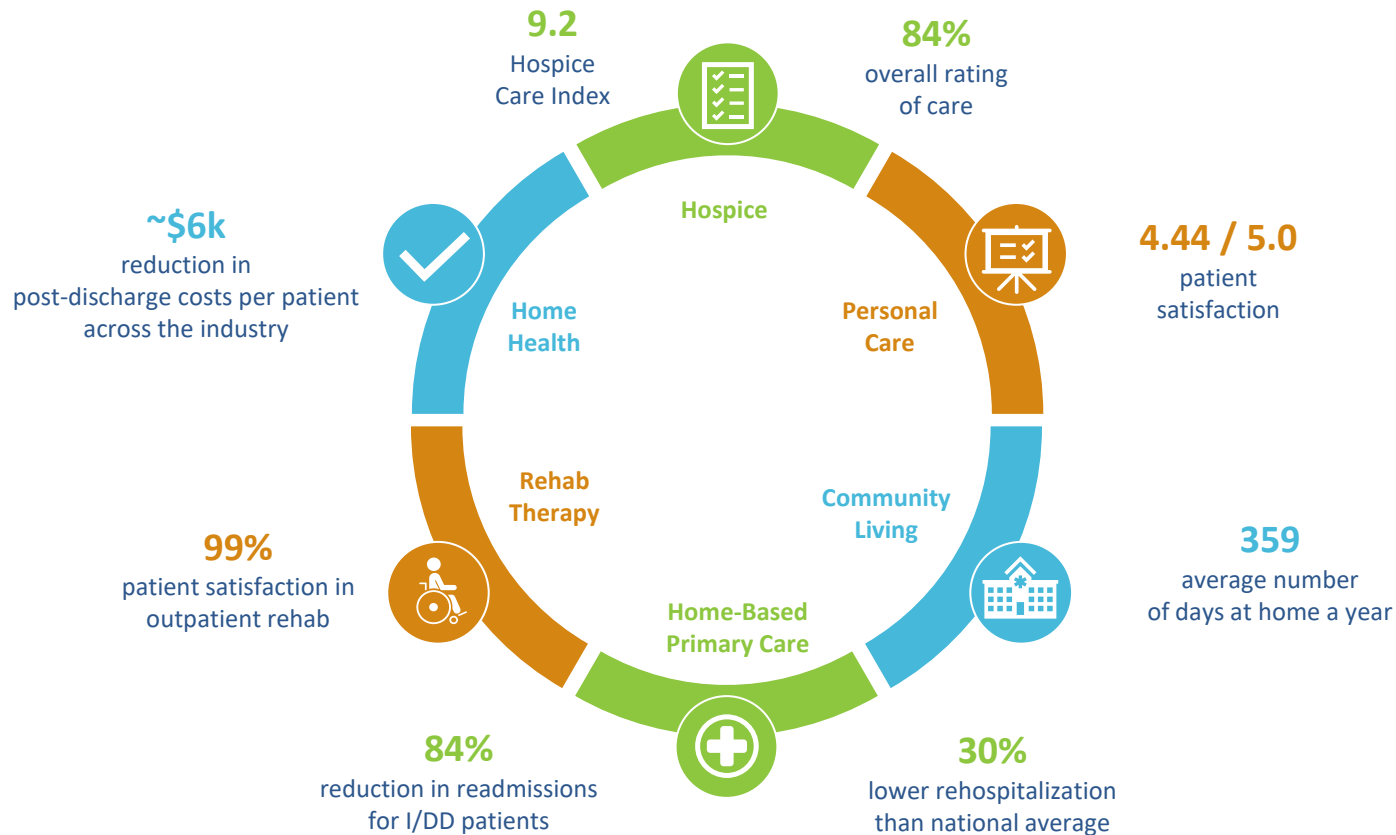 9.2
Hospice
Care Index
84%
overall rating
of care
Hospice
~$6k
reduction in
post-discharge costs per patient
across the industry
Home
Health
Personal
Care
4.44 / 5.0
patient
satisfaction
Rehab
Therapy
Community
Living
99%
patient satisfaction in
outpatient rehab
359
average number
of days at home a year
Home-Based
Primary Care
84%
reduction in readmissions
for I/DD patients
30%
lower rehospitalization
than national average